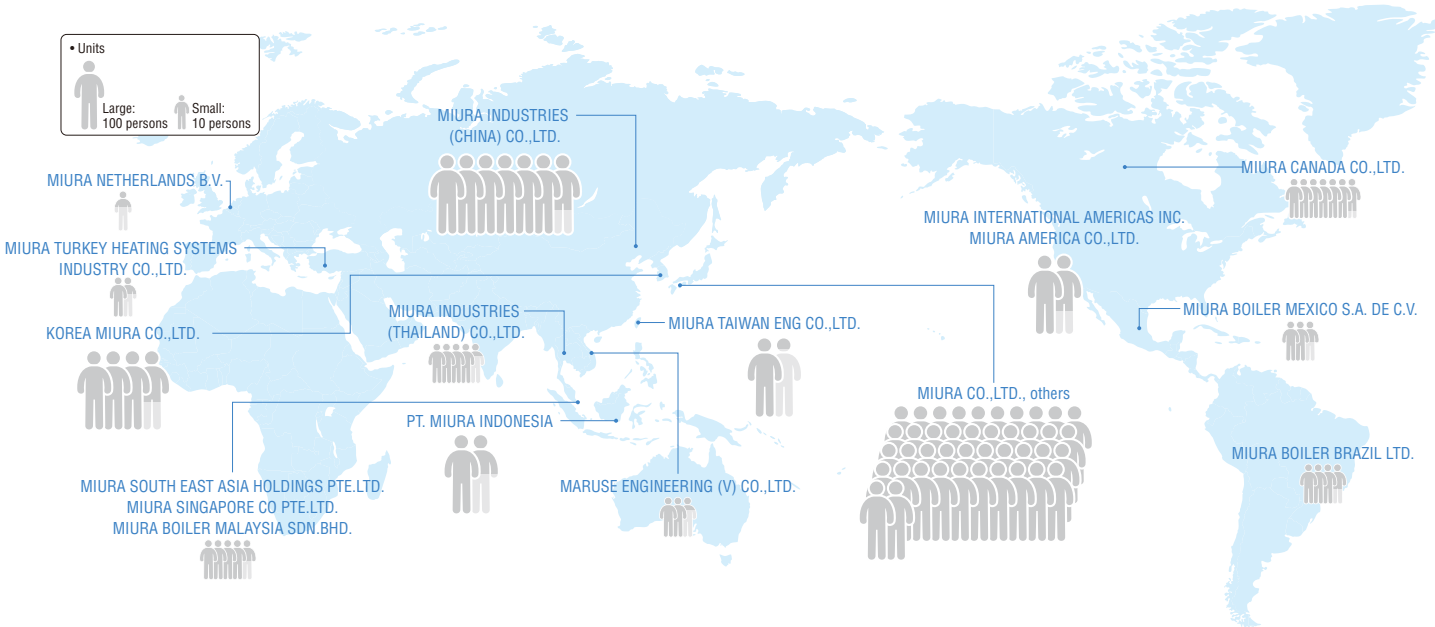 • Units
Large:
100 persons
Small:
10 persons
MIURA INDUSTRIES
(CHINA) CO.,LTD.
MIURA CANADA CO.,LTD.
MIURA NETHERLANDS B.V.
MIURA INTERNATIONAL AMERICAS INC.
MIURA AMERICA CO.,LTD.
MIURA TURKEY HEATING SYSTEMS
INDUSTRY CO.,LTD.
MIURA INDUSTRIES
(THAILAND) CO.,LTD.
MIURA BOILER MEXICO S.A. DE C.V.
KOREA MIURA CO.,LTD.
MIURA TAIWAN ENG CO.,LTD.
MIURA CO.,LTD., others
PT. MIURA INDONESIA
MIURA BOILER BRAZIL LTD.
MIURA SOUTH EAST ASIA HOLDINGS PTE.LTD.
MIURA SINGAPORE CO PTE.LTD.
MIURA BOILER MALAYSIA SDN.BHD.
MARUSE ENGINEERING (V) CO.,LTD.